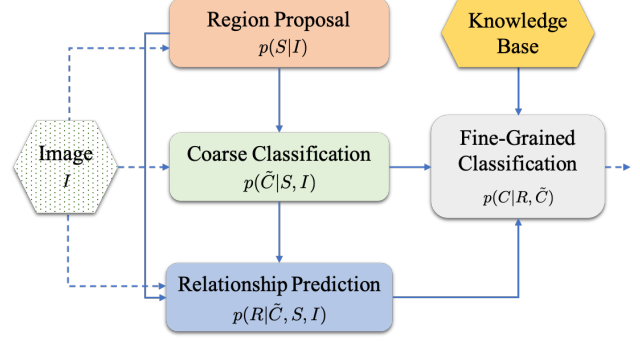 Region Proposal
p(S|I)
Knowledge
Base
Image
I
Coarse Classification
p(C̃|S, I)
Fine-Grained
Classification
p(C|R, C̃)
Relationship Prediction
p(R|C̃, S, I)